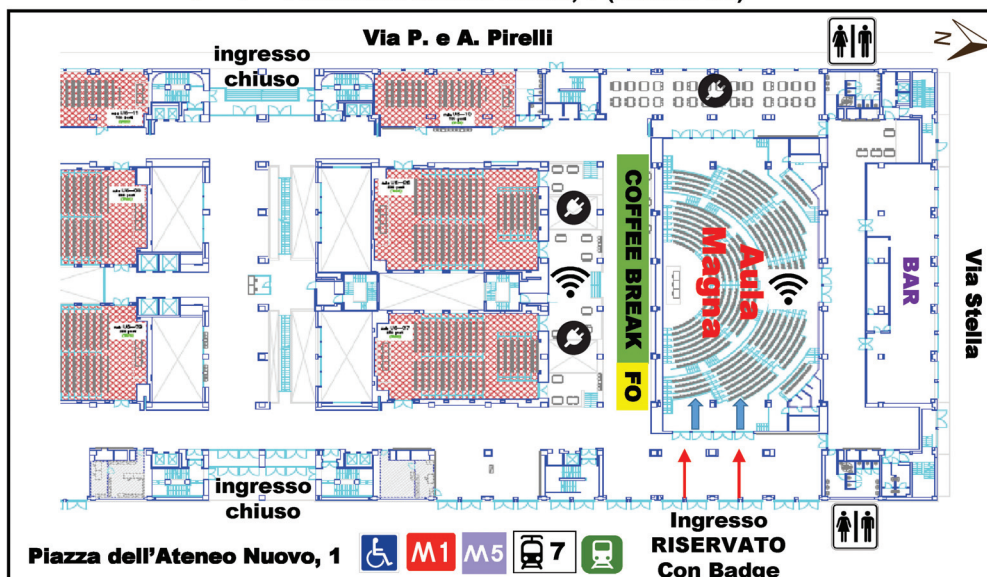 Via P. e A. Pirelli
ingresso
chiuso
N
COFFEE BREAK
FO
Aula
Magna
BAR
Via Stella
ingresso
chiuso
Ingresso
RISERVATO
Con Badge
Piazza dell'Ateneo Nuovo, 1
M1
M5
7